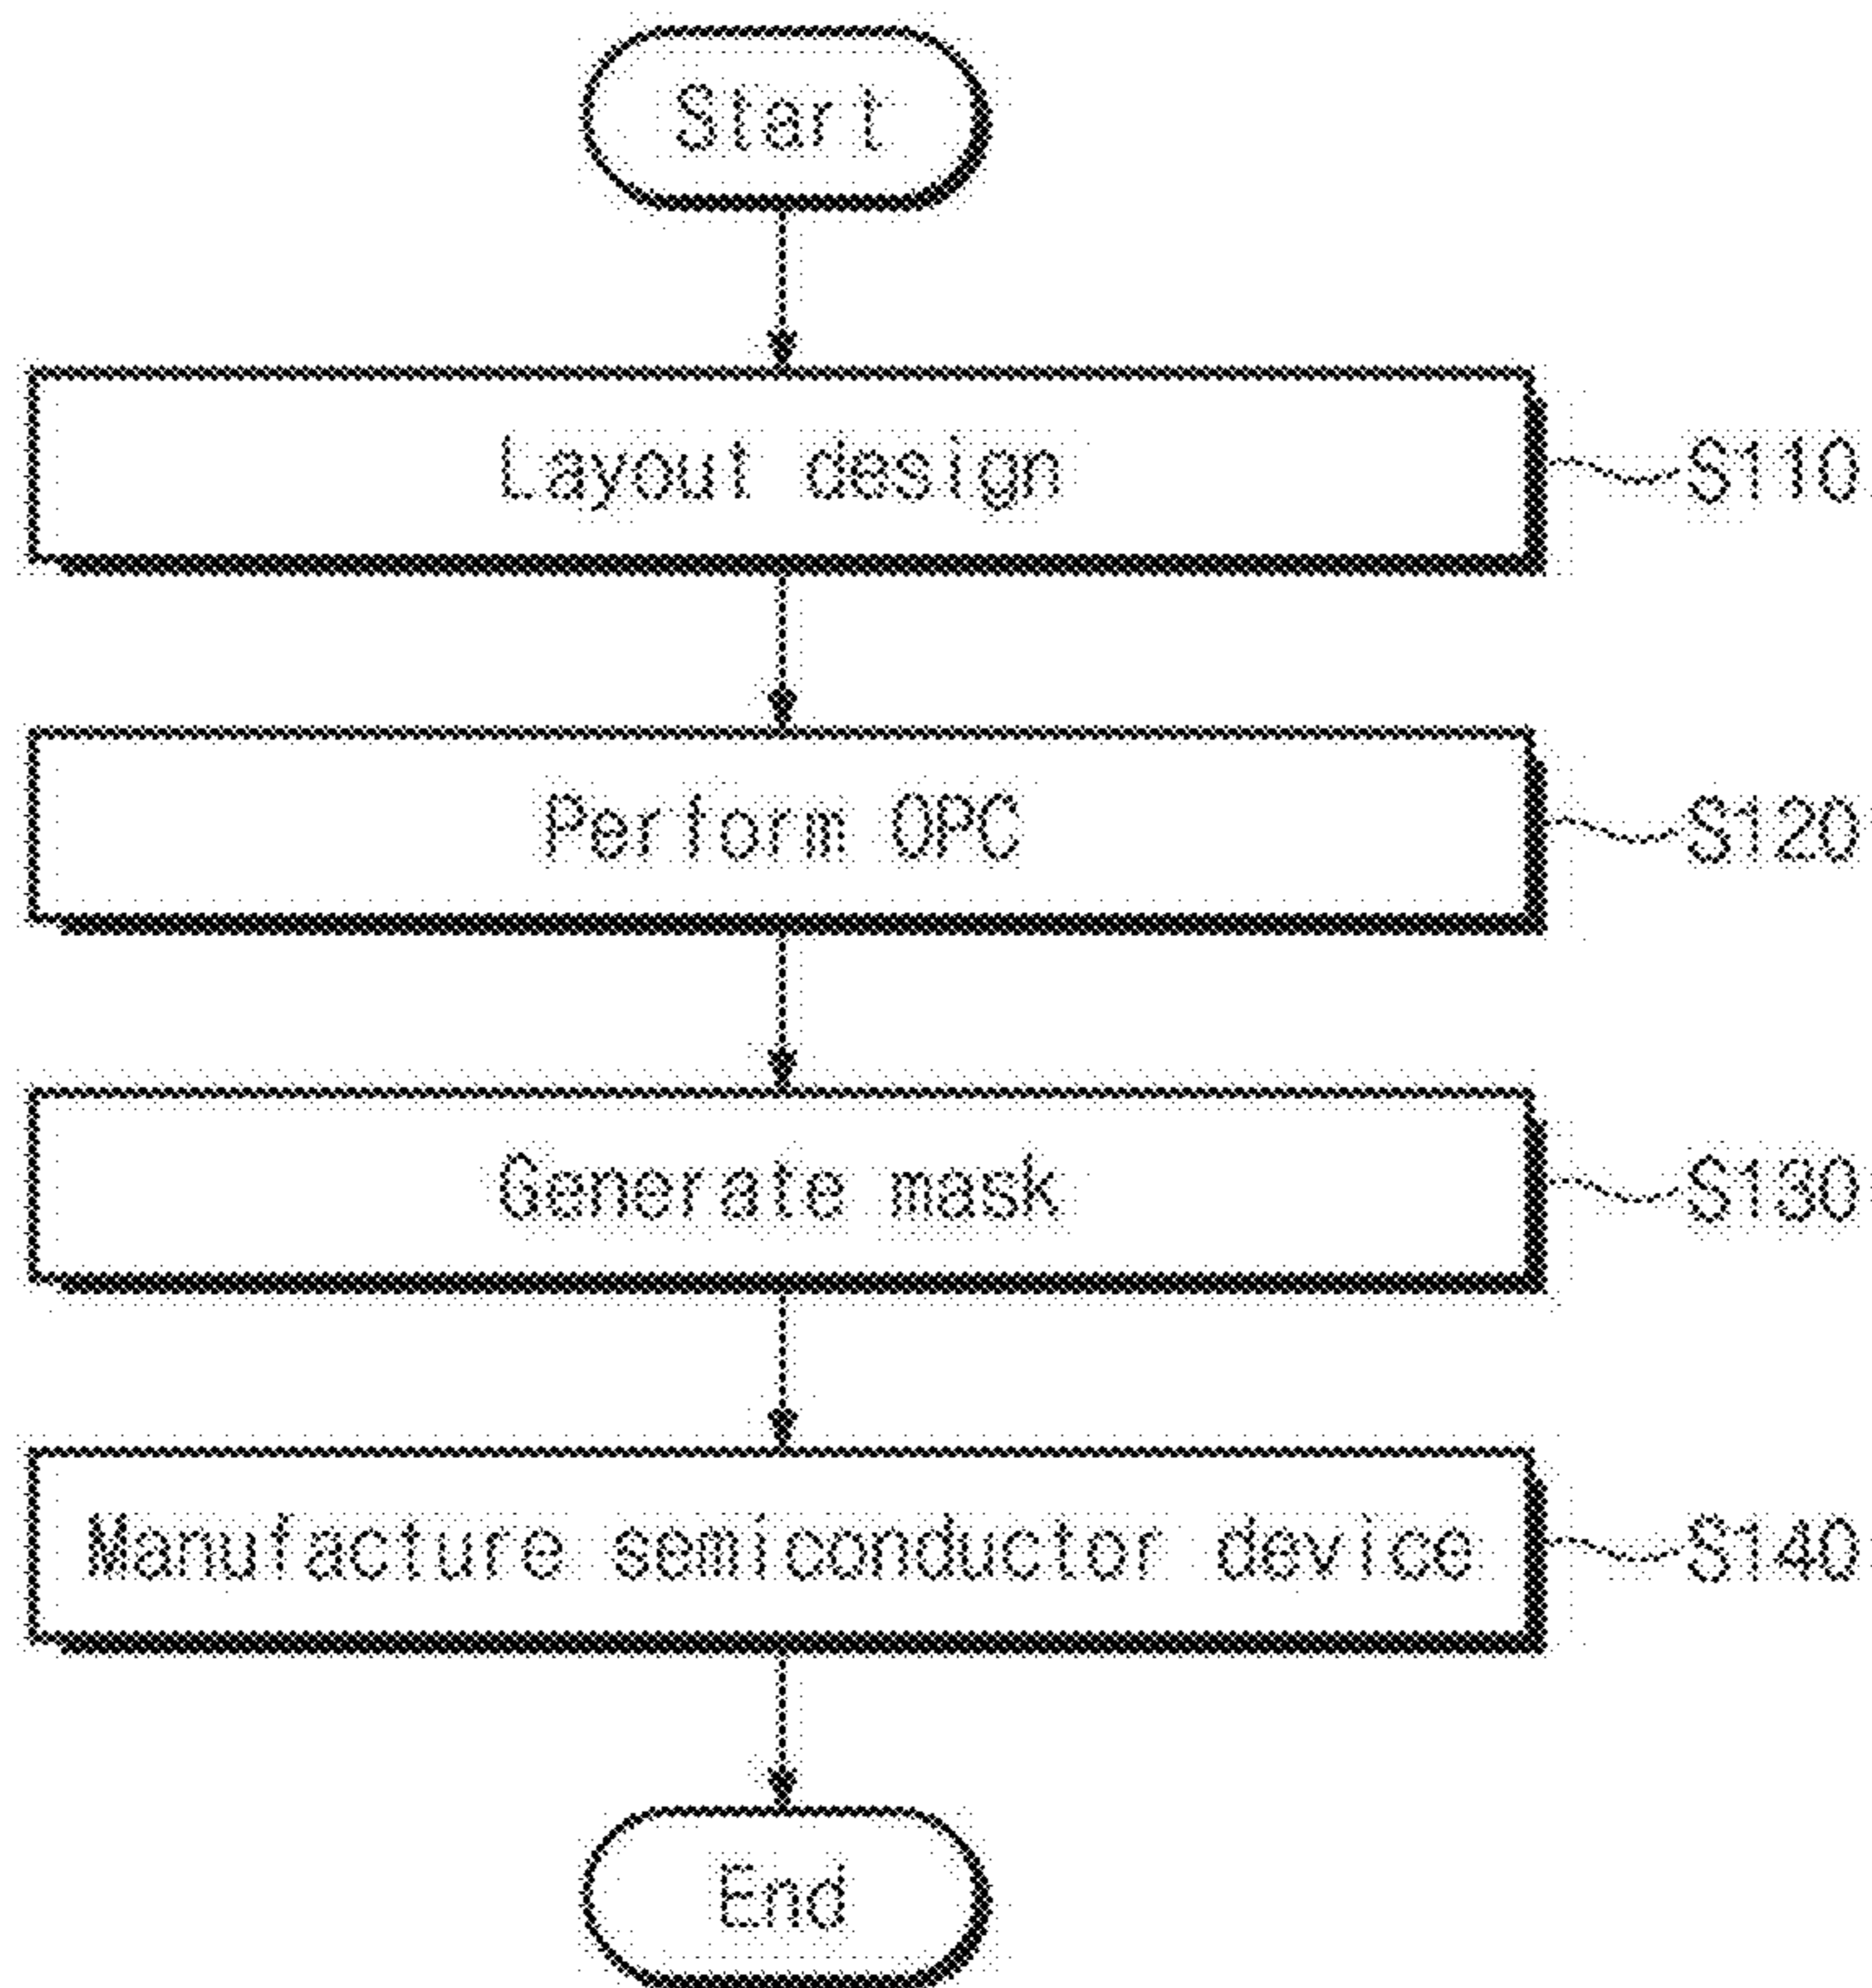 Start
Layout design S110
Perform OPC S120
Generate mask S130
Manufacture semiconductor device S140
End